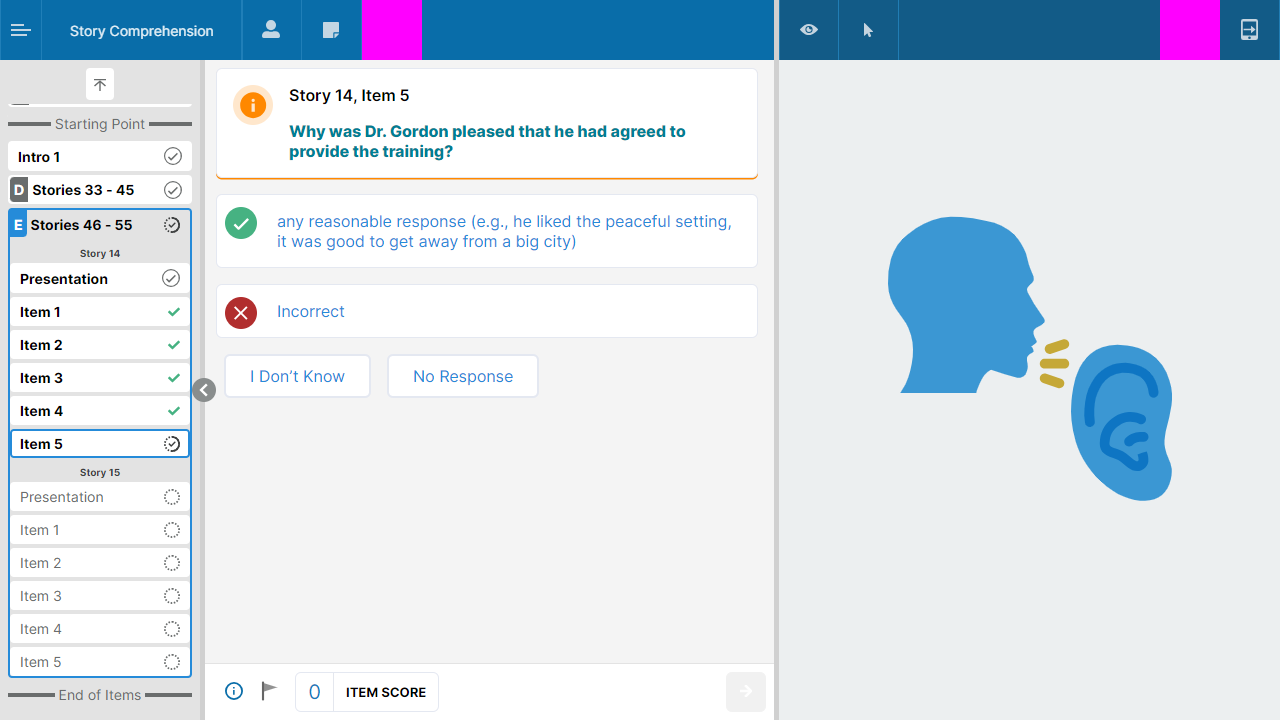 Story Comprehension
Starting Point
Intro 1
D Stories 33 - 45
E Stories 46 - 55
Story 14
Presentation
Item 1
Item 2
Item 3
Item 4
Item 5
Story 15
Presentation
Item 1
Item 2
Item 3
Item 4
Item 5
End of Items
Story 14, Item 5
Why was Dr. Gordon pleased that he had agreed to
provide the training?
any reasonable response (e.g., he liked the peaceful setting,
it was good to get away from a big city)
Incorrect
I Don’t Know
No Response
0 ITEM SCORE